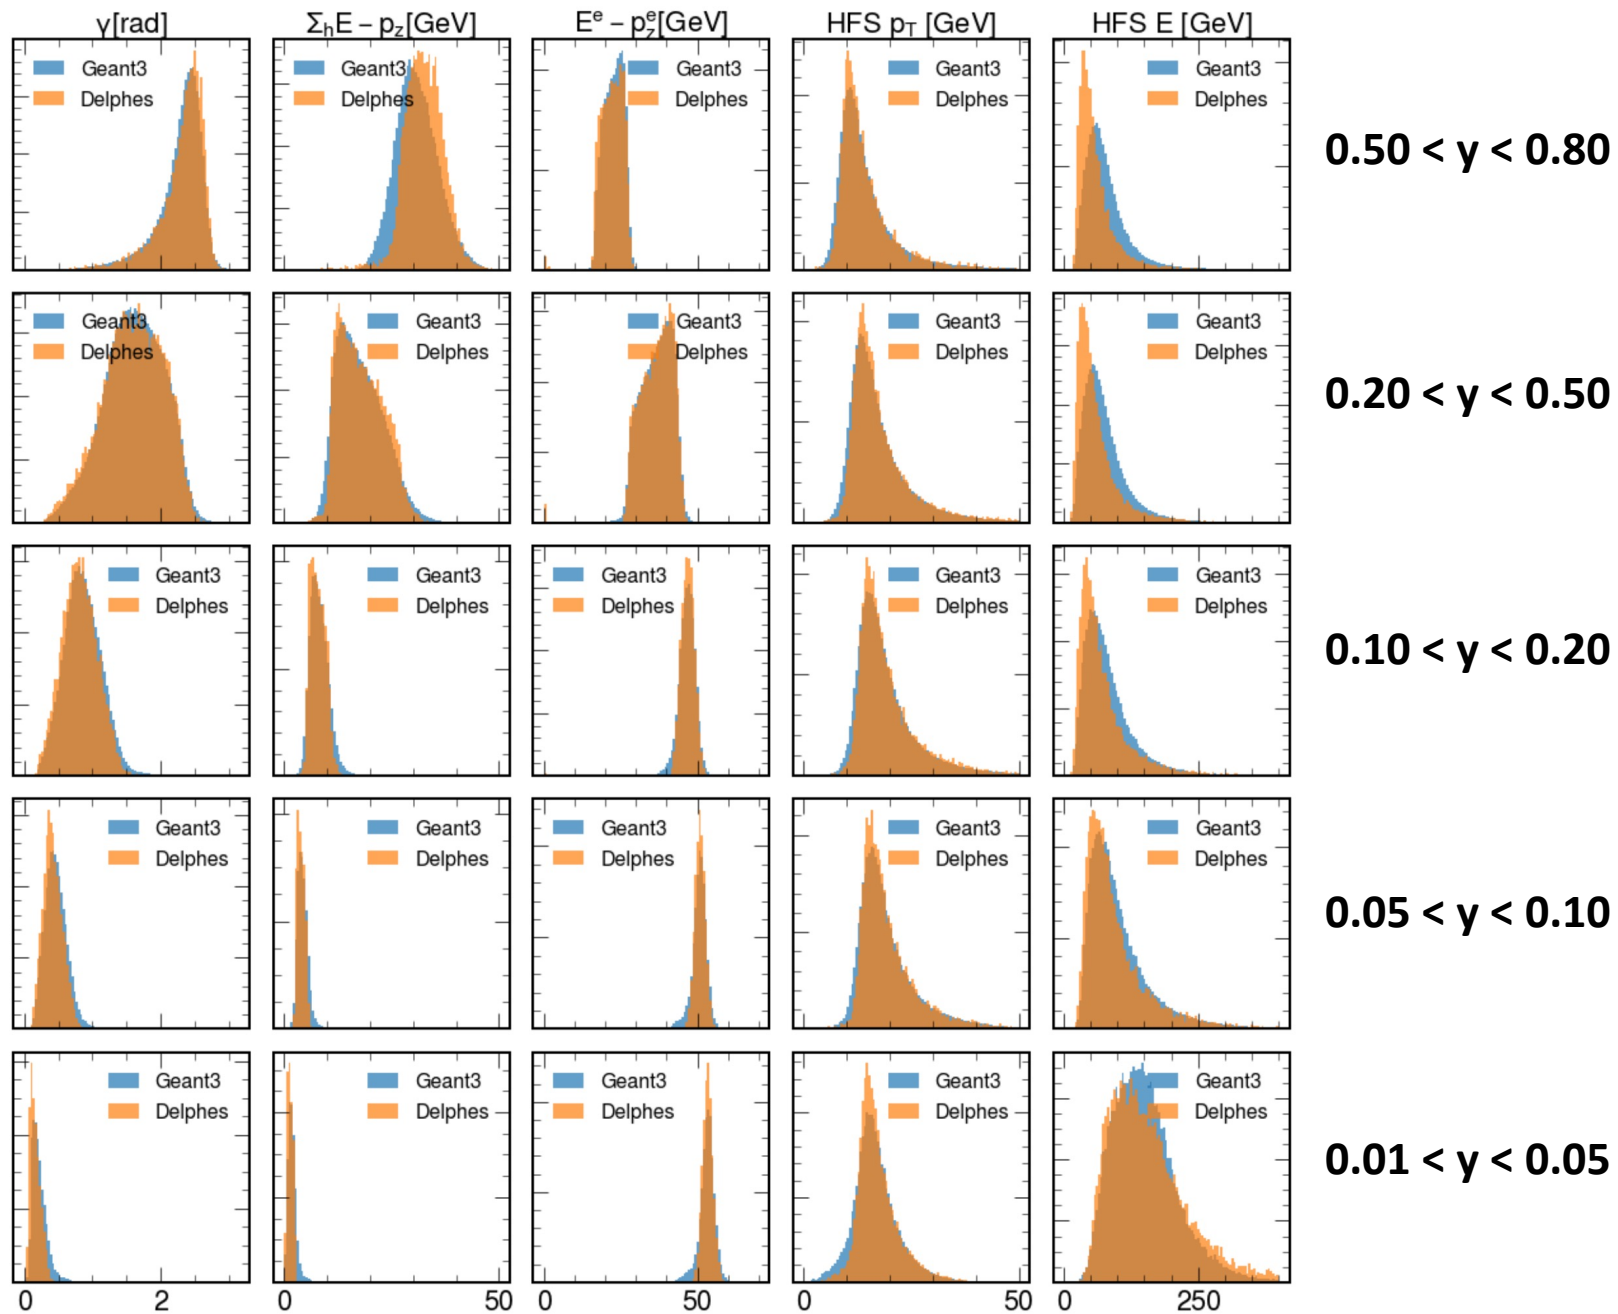 γ[rad] Σ_hE − p_z[GeV] E^e − p_z^e[GeV] HFS p_T [GeV] HFS E [GeV]
Geant3 Geant3 Geant3 Geant3 Geant3
Delphes Delphes Delphes Delphes Delphes
0.50 < y < 0.80
Geant3 Geant3 Geant3 Geant3 Geant3
Delphes Delphes Delphes Delphes Delphes
0.20 < y < 0.50
Geant3 Geant3 Geant3 Geant3 Geant3
Delphes Delphes Delphes Delphes Delphes
0.10 < y < 0.20
Geant3 Geant3 Geant3 Geant3 Geant3
Delphes Delphes Delphes Delphes Delphes
0.05 < y < 0.10
Geant3 Geant3 Geant3 Geant3 Geant3
Delphes Delphes Delphes Delphes Delphes
0.01 < y < 0.05
0 2 0 50 0 50 0 50 0 250